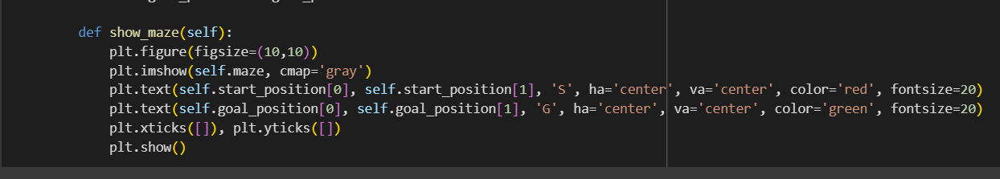 def show_maze(self):
plt.figure(figsize=(10,10))
plt.imshow(self.maze, cmap='gray')
plt.text(self.start_position[0], self.start_position[1], 'S', ha='center', va='center', color='red', fontsize=20)
plt.text(self.goal_position[0], self.goal_position[1], 'G', ha='center', va='center', color='green', fontsize=20)
plt.xticks([]), plt.yticks([])
plt.show()